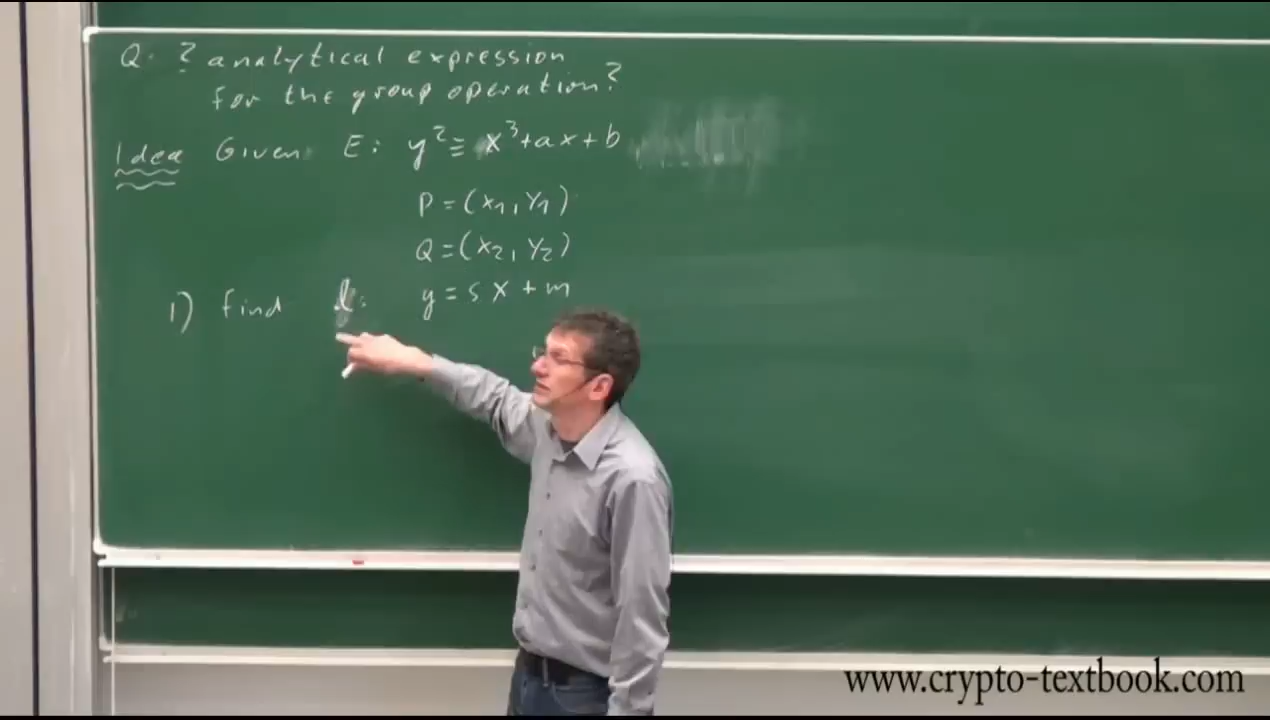 Q: ∃ analytical expression
for the group operation?
Idea Given: E: y² ≡ x³+ax+b
P=(x₁,y₁)
Q=(x₂,y₂)
1) find l: y=sx+m
www.crypto-textbook.com